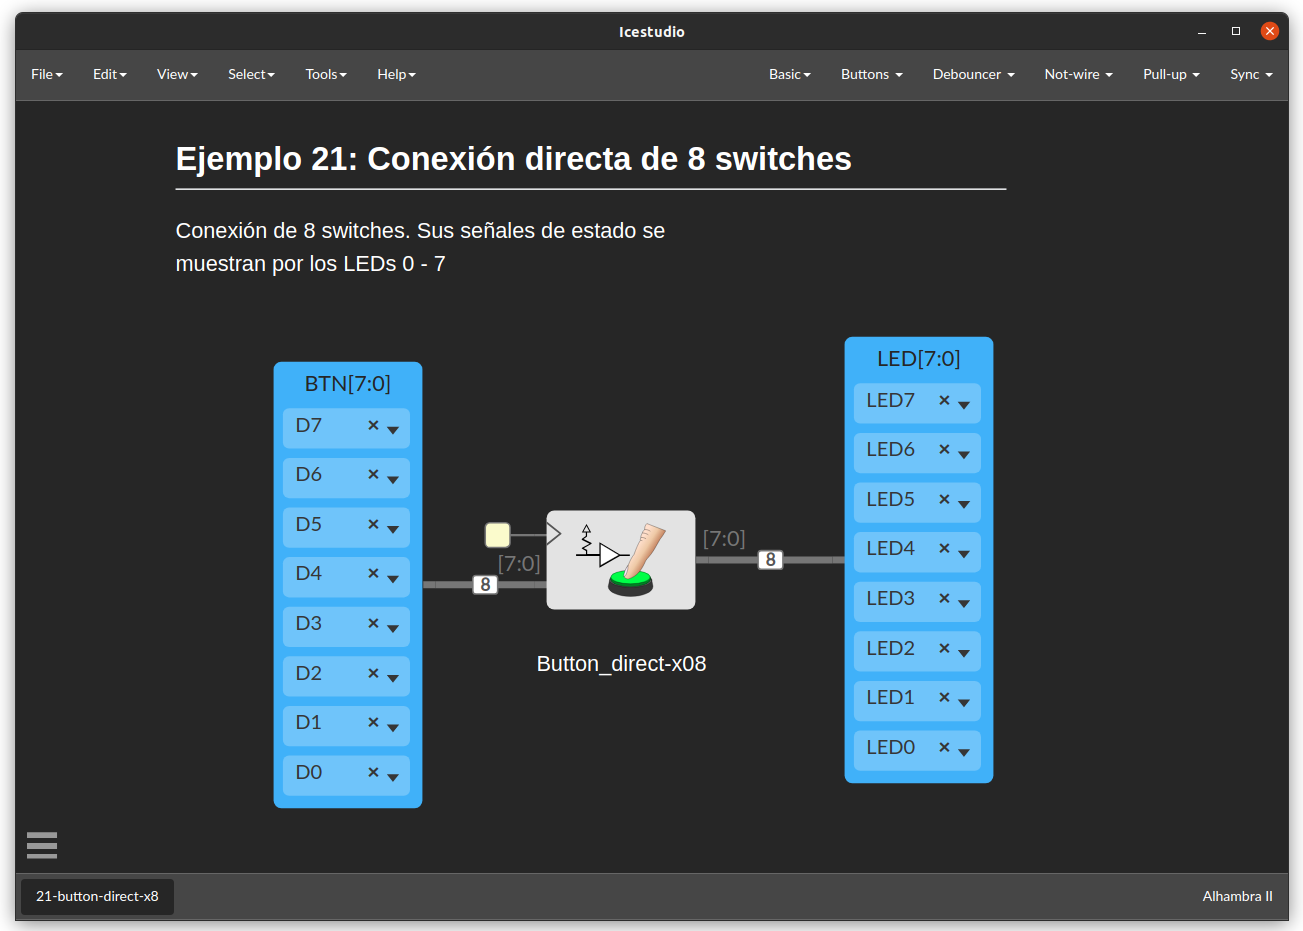 Icestudio
File Edit View Select Tools Help Basic Buttons Debouncer Not-wire Pull-up Sync
Ejemplo 21: Conexión directa de 8 switches
Conexión de 8 switches. Sus señales de estado se
muestran por los LEDs 0 - 7
BTN[7:0]
D7
D6
D5
D4
D3
D2
D1
D0
[7:0]
8
[7:0]
8
Button_direct-x08
LED[7:0]
LED7
LED6
LED5
LED4
LED3
LED2
LED1
LED0
21-button-direct-x8
Alhambra II